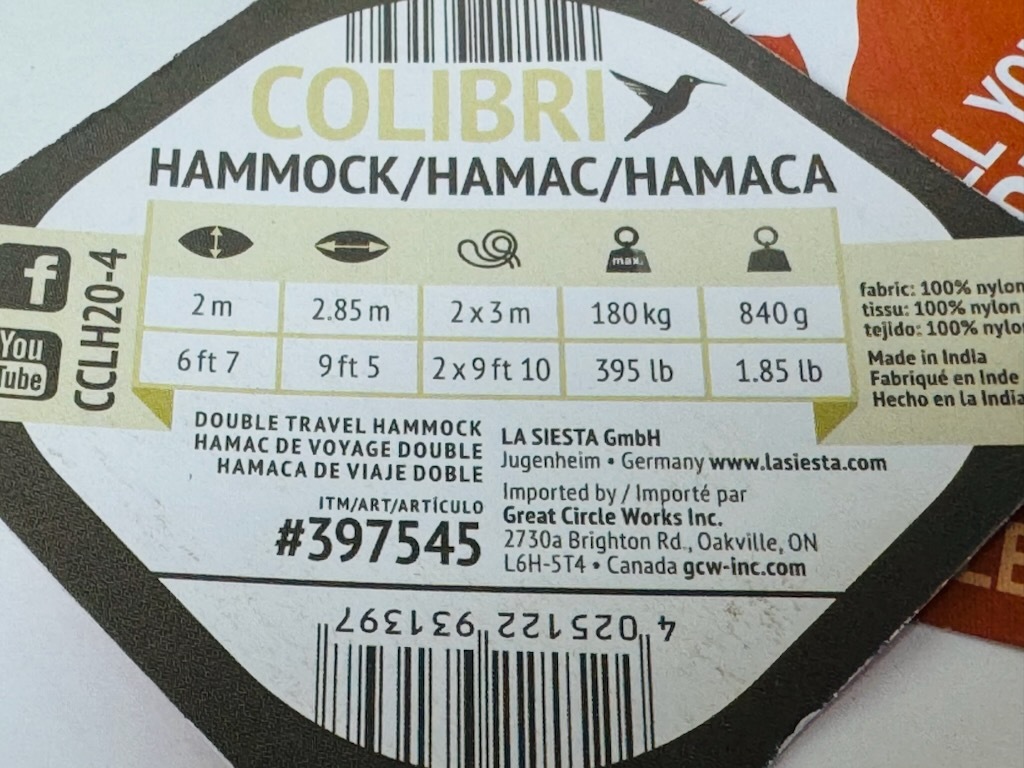 COLIBRI
HAMMOCK/HAMAC/HAMACA
max.
2 m 2.85 m 2 x 3 m 180 kg 840 g
6 ft 7 9 ft 5 2 x 9 ft 10 395 lb 1.85 lb
f
You
Tube
CCLH20-4
fabric: 100% nylon
tissu: 100% nylon
tejido: 100% nylon
Made in India
Fabriqué en Inde
Hecho en la India
DOUBLE TRAVEL HAMMOCK
HAMAC DE VOYAGE DOUBLE
HAMACA DE VIAJE DOBLE
ITM/ART/ARTÍCULO
#397545
LA SIESTA GmbH
Jugenheim • Germany www.lasiesta.com
Imported by / Importé par
Great Circle Works Inc.
2730a Brighton Rd., Oakville, ON
L6H-5T4 • Canada gcw-inc.com
4 025122 931397